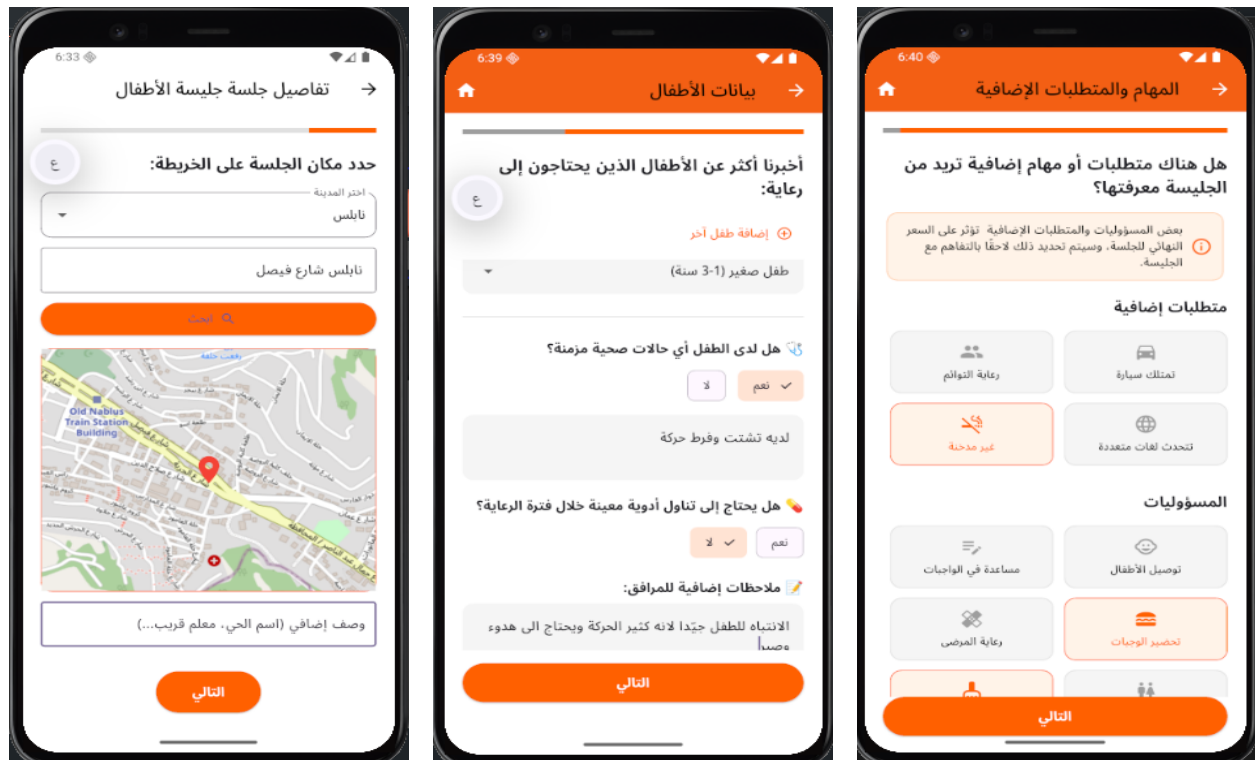 6:33
تفاصيل جلسة جليسة الأطفال
حدد مكان الجلسة على الخريطة:
ع
اختر المدينة
نابلس
نابلس شارع فيصل
ابحث
Old Nablus
Train Station
Building
وصف إضافي (اسم الحي، معلم قريب...)
التالي
6:39
بيانات الأطفال
أخبرنا أكثر عن الأطفال الذين يحتاجون إلى
رعاية:
ع
إضافة طفل آخر
طفل صغير (1-3 سنة)
هل لدى الطفل أي حالات صحية مزمنة؟
نعم
لا
لديه تشتت وفرط حركة
هل يحتاج إلى تناول أدوية معينة خلال فترة الرعاية؟
نعم
لا
ملاحظات إضافية للمرافق:
الانتباه للطفل جيّدا لانه كثير الحركة ويحتاج الى هدوء
وصبر
التالي
6:40
المهام والمتطلبات الإضافية
هل هناك متطلبات أو مهام إضافية تريد من
الجليسة معرفتها؟
بعض المسؤوليات والمتطلبات الإضافية تؤثر على السعر
النهائي للجلسة، وسيتم تحديد ذلك لاحقًا بالتفاهم مع
الجليسة.
متطلبات إضافية
تمتلك سيارة
رعاية التوائم
تتحدث لغات متعددة
غير مدخنة
المسؤوليات
توصيل الأطفال
مساعدة في الواجبات
تحضير الوجبات
رعاية المرضى
التالي